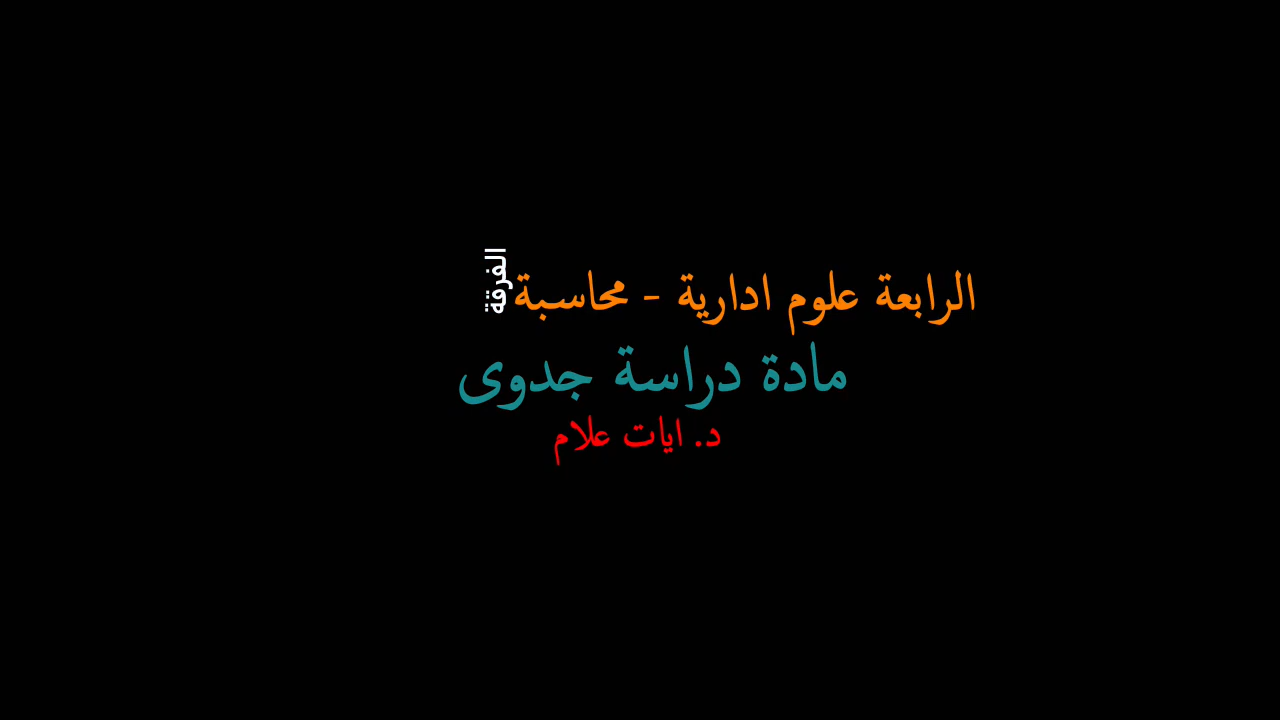 الفرقة
الرابعة علوم ادارية - محاسبة
مادة دراسة جدوى
د. ايات علام